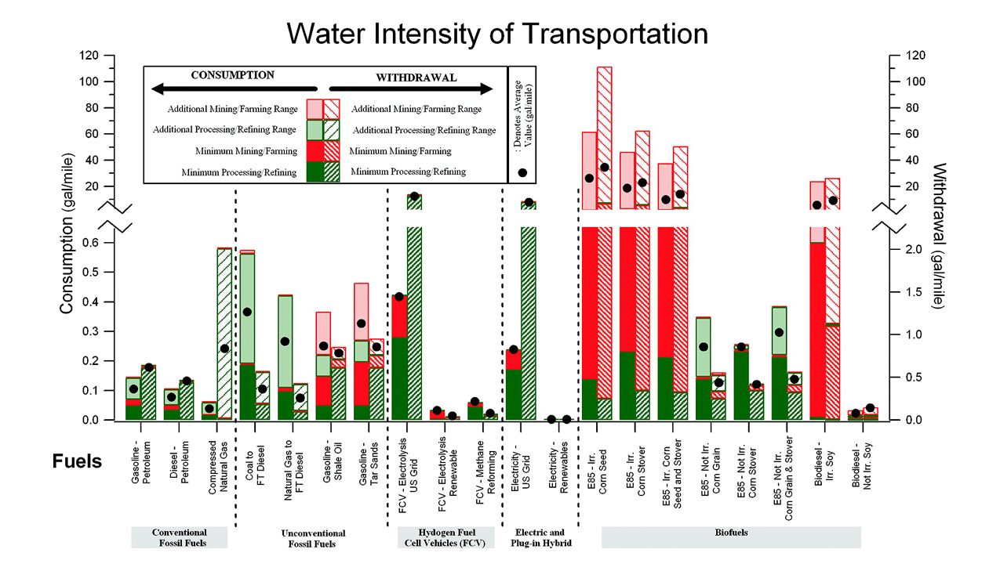 Water Intensity of Transportation
120
100
80
60
40
20
0.6
0.5
0.4
0.3
0.2
0.1
0.0
Consumption (gal/mile)
CONSUMPTION
WITHDRAWAL
Additional Mining/Farming Range
Additional Mining/Farming Range
Additional Processing/Refining Range
Additional Processing/Refining Range
Minimum Mining/Farming
Minimum Mining/Farming
Minimum Processing/Refining
Minimum Processing/Refining
: Denotes Average
Value (gal/mile)
120
100
80
60
40
20
2.0
1.5
1.0
0.5
0.0
Withdrawal (gal/mile)
Fuels
Gasoline -
Petroleum
Diesel -
Petroleum
Compressed
Natural Gas
Coal to
FT Diesel
Natural Gas to
FT Diesel
Gasoline -
Shale Oil
Gasoline -
Tar Sands
FCV - Electrolysis
US Grid
FCV - Electrolysis
Renewable
FCV - Methane
Reforming
Electricity -
US Grid
Electricity -
Renewables
E85 - Irr.
Corn Seed
E85 - Irr.
Corn Stover
E85 - Irr. Corn
Seed and Stover
E85 - Not Irr.
Corn Grain
E85 - Not Irr.
Corn Stover
E85 - Not Irr.
Corn Grain & Stover
Biodiesel -
Irr. Soy
Biodiesel -
Not Irr. Soy
Conventional
Fossil Fuels
Unconventional
Fossil Fuels
Hydogen Fuel
Cell Vehicles (FCV)
Electric and
Plug-in Hybrid
Biofuels